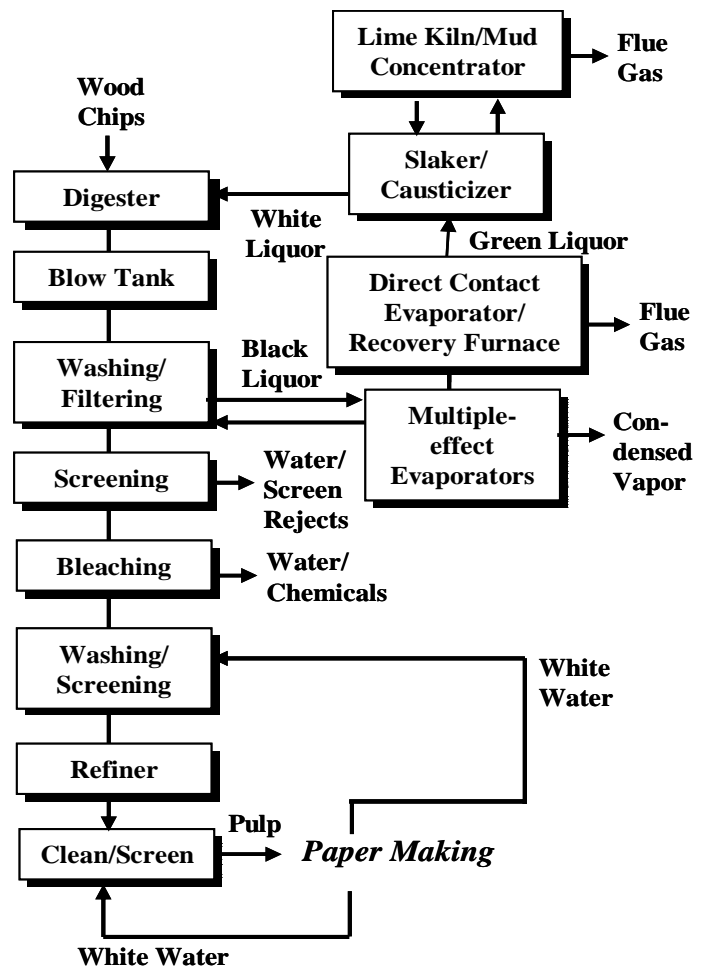 Lime Kiln/Mud
Concentrator
Flue
Gas
Wood
Chips
Slaker/
Causticizer
Digester
White
Liquor
Green Liquor
Blow Tank
Direct Contact
Evaporator/
Recovery Furnace
Flue
Gas
Washing/
Filtering
Black
Liquor
Multiple-
effect
Evaporators
Con-
densed
Vapor
Screening
Water/
Screen
Rejects
Bleaching
Water/
Chemicals
Washing/
Screening
White
Water
Refiner
Clean/Screen
Pulp
Paper Making
White Water